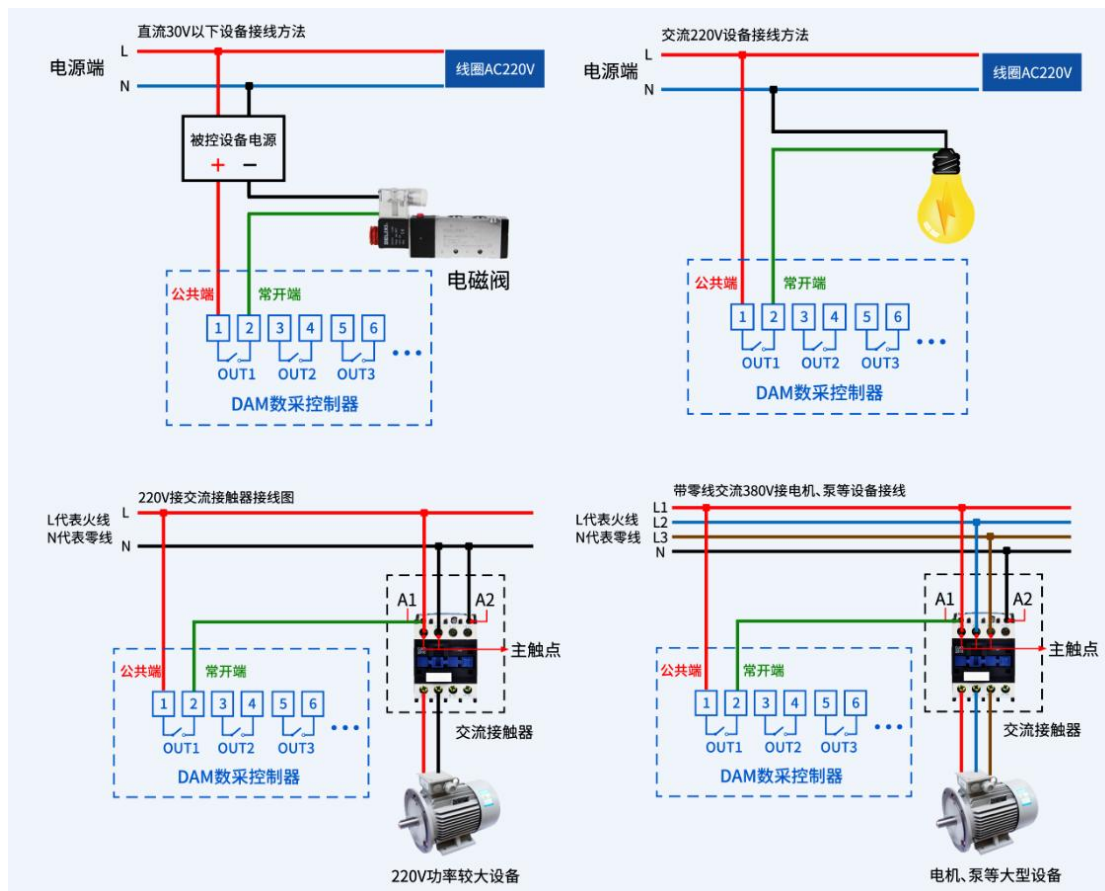 直流30V以下设备接线方法
L
电源端
线圈AC220V
N
被控设备电源
+ −
电磁阀
公共端
常开端
1 2 3 4 5 6
OUT1 OUT2 OUT3
DAM数采控制器
交流220V设备接线方法
L
电源端
线圈AC220V
N
公共端
常开端
1 2 3 4 5 6
OUT1 OUT2 OUT3
DAM数采控制器
220V接交流接触器接线图
L
L代表火线
N代表零线
N
A1
A2
主触点
公共端
常开端
1 2 3 4 5 6
交流接触器
OUT1 OUT2 OUT3
DAM数采控制器
220V功率较大设备
带零线交流380V接电机、泵等设备接线
L1
L代表火线
L2
N代表零线
L3
N
A1
A2
主触点
公共端
常开端
1 2 3 4 5 6
交流接触器
OUT1 OUT2 OUT3
DAM数采控制器
电机、泵等大型设备